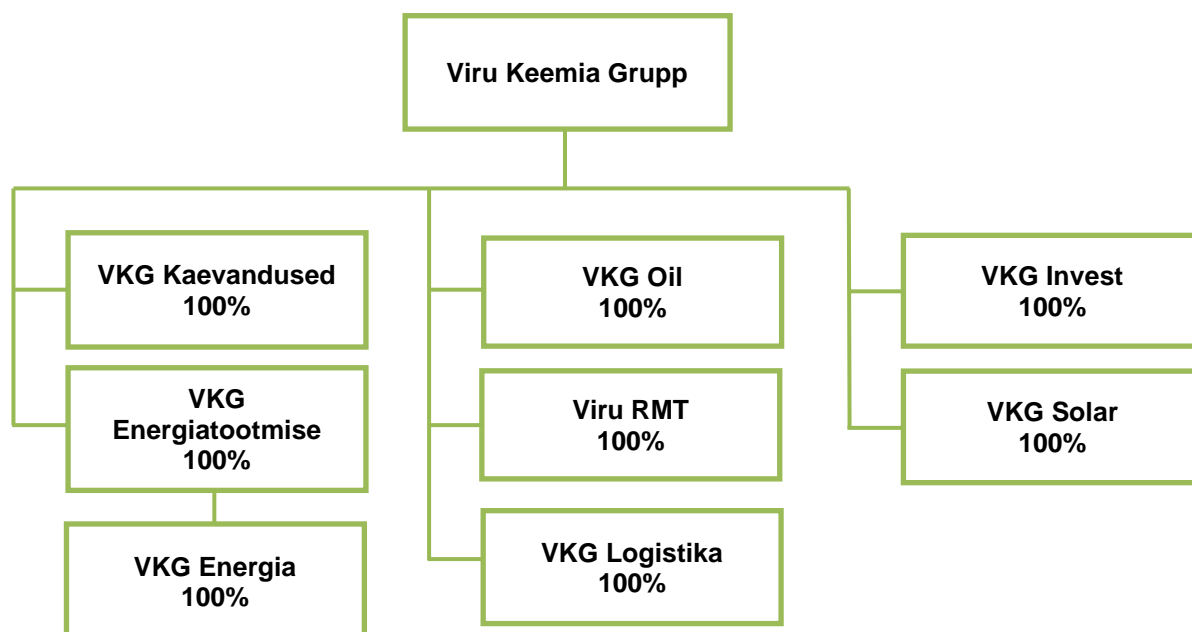 Viru Keemia Grupp
VKG Kaevandused
100%
VKG
Energiatootmise
100%
VKG Energia
100%
VKG Oil
100%
Viru RMT
100%
VKG Logistika
100%
VKG Invest
100%
VKG Solar
100%